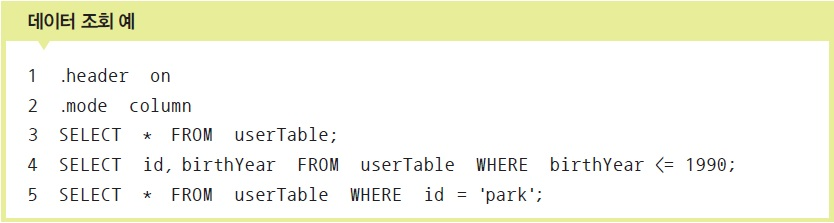 데이터 조회 예
1 .header on
2 .mode column
3 SELECT * FROM userTable;
4 SELECT id, birthYear FROM userTable WHERE birthYear <= 1990;
5 SELECT * FROM userTable WHERE id = 'park';